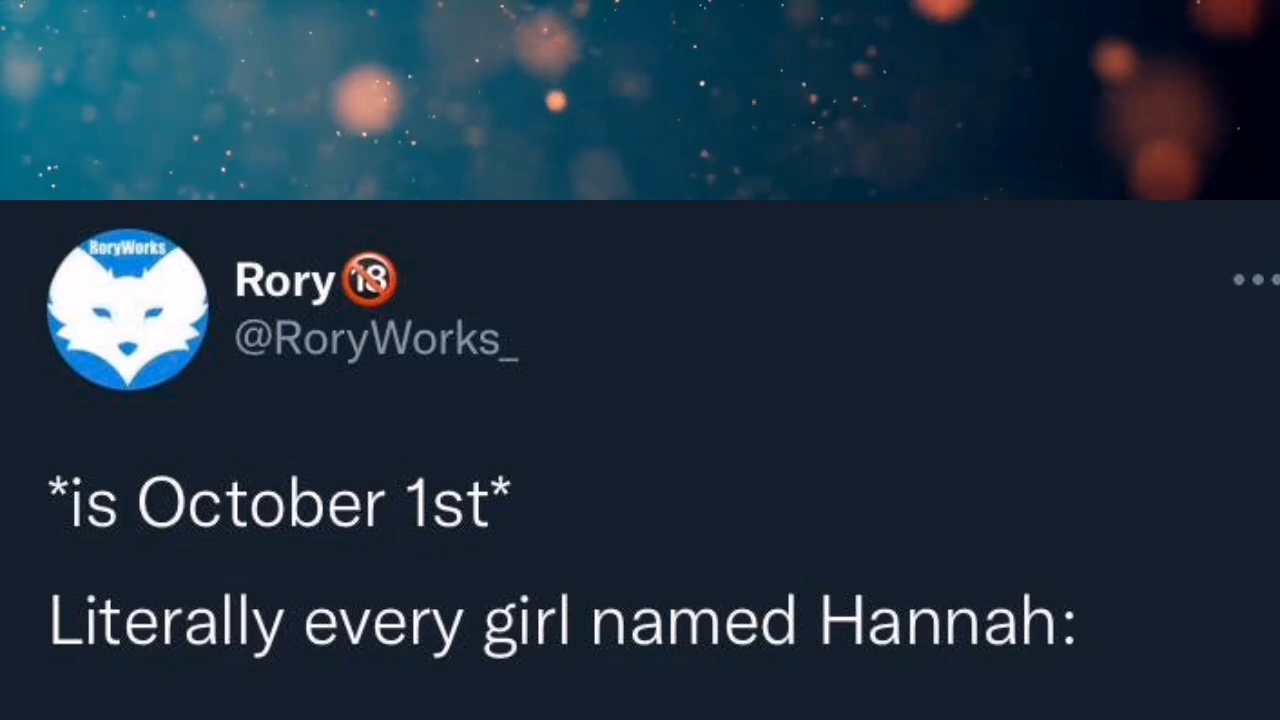 RoryWorks
Rory🔞
@RoryWorks_
*is October 1st*
Literally every girl named Hannah: